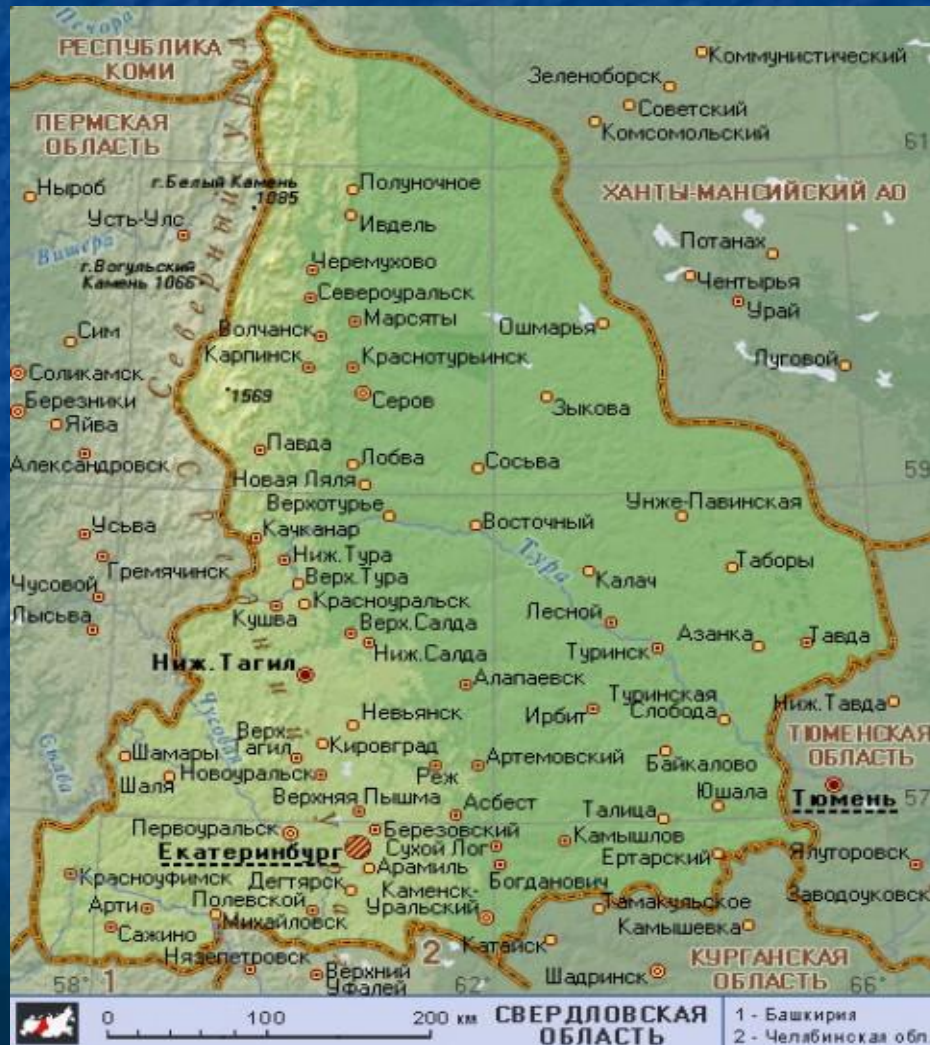 Печора
РЕСПУБЛИКА
КОМИ
Коммунистический
Зеленоборск
Советский
Комсомольский
ПЕРМСКАЯ
ОБЛАСТЬ
61
Ныроб
г.Белый Камень
1085
Полуночное
ХАНТЫ-МАНСИЙСКИЙ АО
Усть-Улс
Ивдель
Вишера
Потанах
г.Вогульский
Камень 1066
Черемухово
Чентырья
Североуральск
Урай
Северный Урал
Марсяты
Ошмарья
Сим
Волчанск
Карпинск
Краснотурьинск
Луговой
Соликамск
1569
Серов
Зыкова
Березники
Яйва
Павда
Лобва
Сосьва
Александровск
59
Новая Ляля
Верхотурье
Унже-Павинская
Усьва
Качканар
Восточный
Гремячинск
Ниж.Тура
Тура
Таборы
Чусовой
Верх.Тура
Калач
Лысьва
Красноуральск
Лесной
Кушва
Верх.Салда
Азанка
Тавда
Ниж.Салда
Туринск
Ниж.Тагил
Алапаевск
Средний Урал
Чусовая
Туринская
Слобода
Ниж.Тавда
Невьянск
Ирбит
Сылва
Верх.
Тагил
Кировград
ТЮМЕНСКАЯ
ОБЛАСТЬ
Шамары
Артемовский
Байкалово
Шаля
Новоуральск
Реж
Юшала
Тюмень
57
Верхняя Пышма
Асбест
Талица
Первоуральск
Березовский
Камышлов
Екатеринбург
Сухой Лог
Ертарский
Ялуторовск
Арамиль
Богданович
Красноуфимск
Дегтярск
Каменск-
Уральский
Заводоуковск
Арти
Полевской
Тамакульское
Михайловск
Камышевка
Сажино
2
Катайск
КУРГАНСКАЯ
ОБЛАСТЬ
Нязепетровск
Верхний
Уфалей
Шадринск
58°
1
62°
66°
0
100
200 км
СВЕРДЛОВСКАЯ
ОБЛАСТЬ
1 - Башкирия
2 - Челябинская обл.